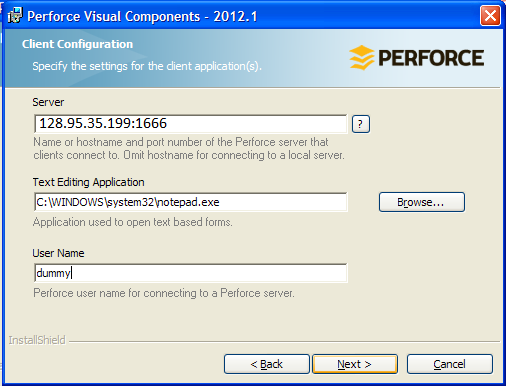 Perforce Visual Components - 2012.1
Client Configuration
Specify the settings for the client application(s).
PERFORCE
Server
128.95.35.199:1666
?
Name or hostname and port number of the Perforce server that
clients connect to. Omit hostname for connecting to a local server.
Text Editing Application
C:\WINDOWS\system32\notepad.exe
Browse...
Application used to open text based forms.
User Name
dummy
Perforce user name for connecting to a Perforce server.
InstallShield
< Back
Next >
Cancel